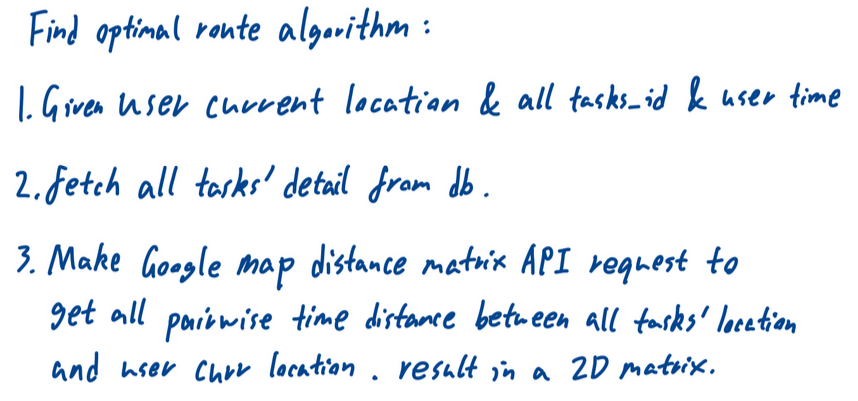 Find optimal route algorithm :
1. Given user current location & all tasks_id & user time
2. fetch all tasks' detail from db.
3. Make Google map distance matrix API request to
get all pairwise time distance between all tasks' location
and user curr location . result in a 2D matrix.